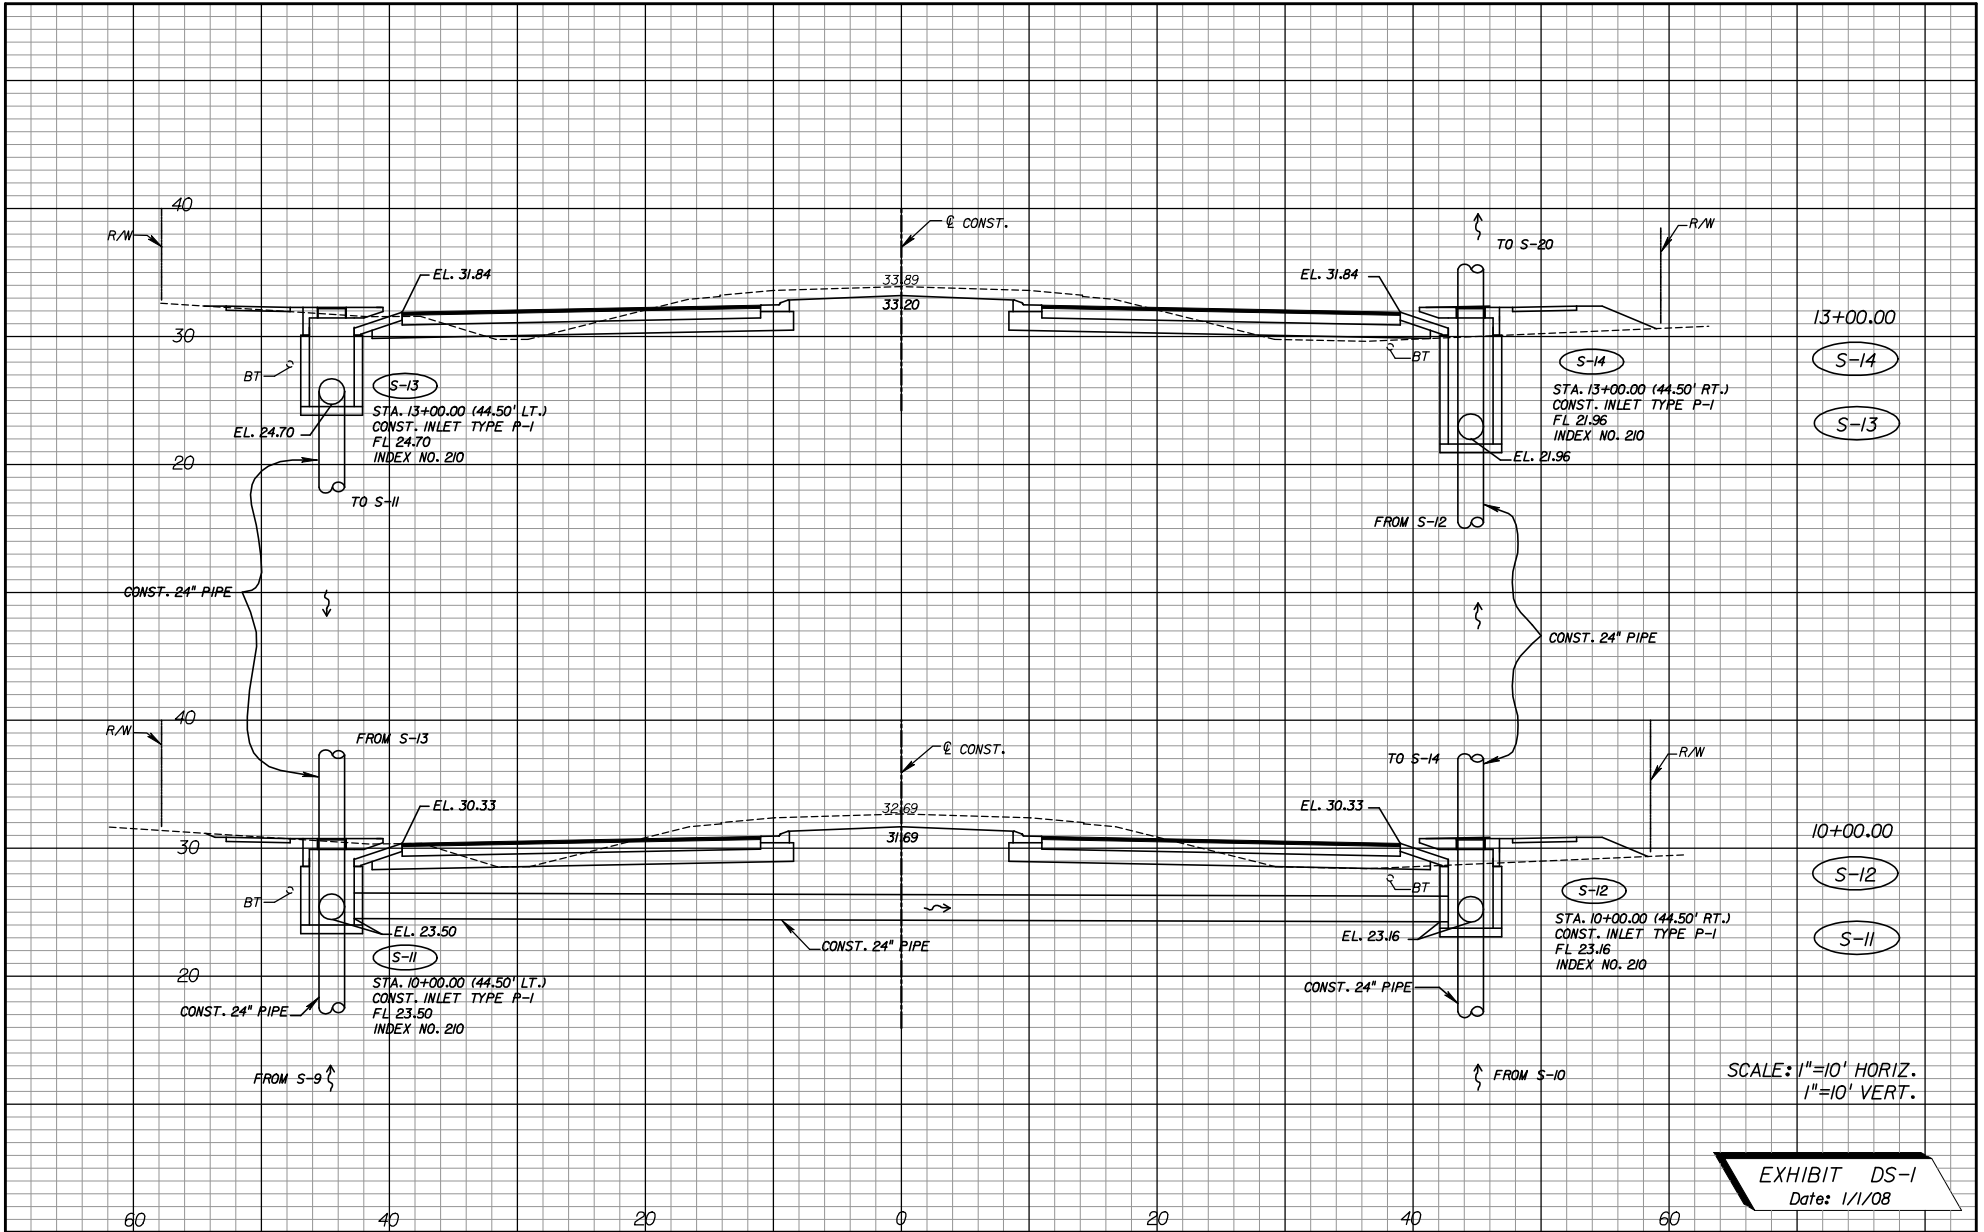 40
R/W
℄ CONST.
TO S-20
R/W
EL. 31.84
33.89
33.20
EL. 31.84
13+00.00
30
BT
BT
S-14
S-14
S-13
STA. 13+00.00 (44.50' LT.)
CONST. INLET TYPE P-1
FL 24.70
INDEX NO. 210
EL. 24.70
STA. 13+00.00 (44.50' RT.)
CONST. INLET TYPE P-1
FL 21.96
INDEX NO. 210
S-13
EL. 21.96
20
TO S-11
FROM S-12
CONST. 24" PIPE
CONST. 24" PIPE
40
R/W
FROM S-13
℄ CONST.
TO S-14
R/W
EL. 30.33
32.69
31.69
EL. 30.33
10+00.00
30
BT
BT
S-12
S-12
EL. 23.50
CONST. 24" PIPE
EL. 23.16
STA. 10+00.00 (44.50' RT.)
CONST. INLET TYPE P-1
FL 23.16
INDEX NO. 210
S-11
S-11
STA. 10+00.00 (44.50' LT.)
CONST. INLET TYPE P-1
FL 23.50
INDEX NO. 210
20
CONST. 24" PIPE
CONST. 24" PIPE
FROM S-9
FROM S-10
SCALE: 1"=10' HORIZ.
1"=10' VERT.
EXHIBIT DS-1
Date: 1/1/08
60 40 20 0 20 40 60